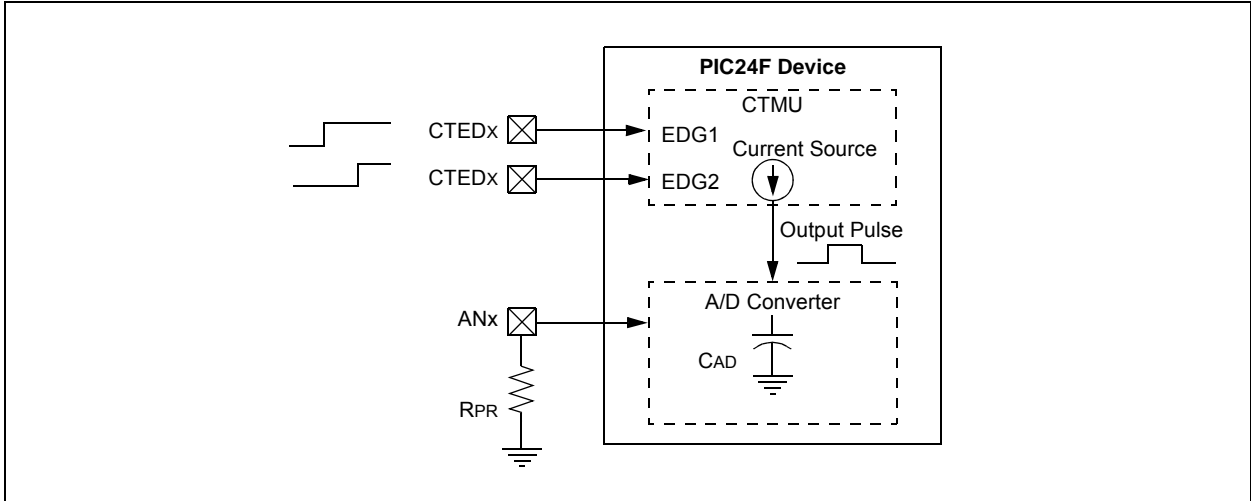 PIC24F Device
CTMU
CTEDx
EDG1
Current Source
CTEDx
EDG2
Output Pulse
A/D Converter
ANx
CAD
RPR